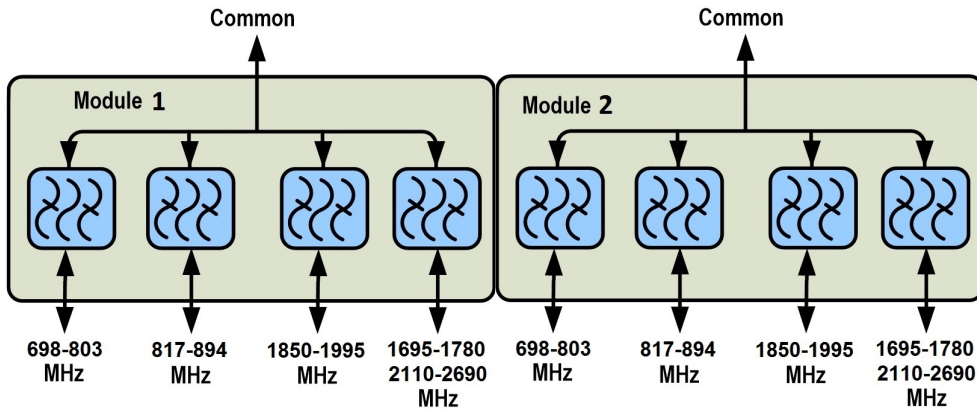 Common
Common
Module 1
Module 2
698-803
MHz
817-894
MHz
1850-1995
MHz
1695-1780
2110-2690
MHz
698-803
MHz
817-894
MHz
1850-1995
MHz
1695-1780
2110-2690
MHz